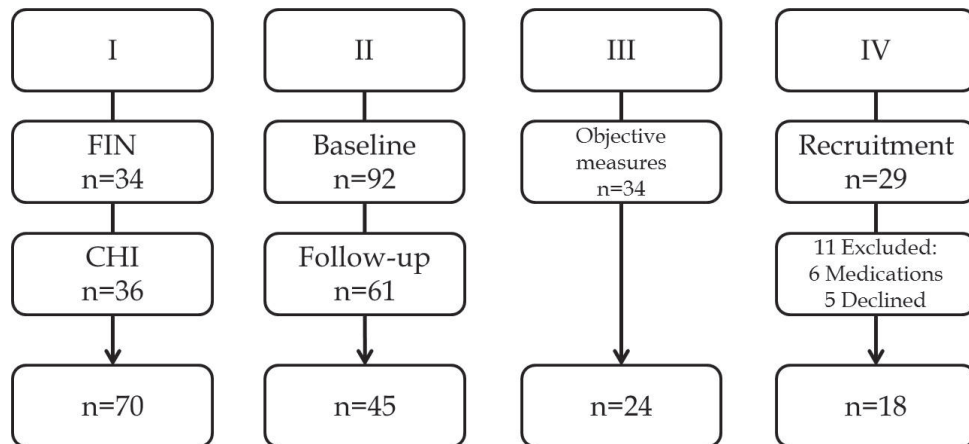 I
FIN
n=34
CHI
n=36
n=70
II
Baseline
n=92
Follow-up
n=61
n=45
III
Objective
measures
n=34
n=24
IV
Recruitment
n=29
11 Excluded:
6 Medications
5 Declined
n=18